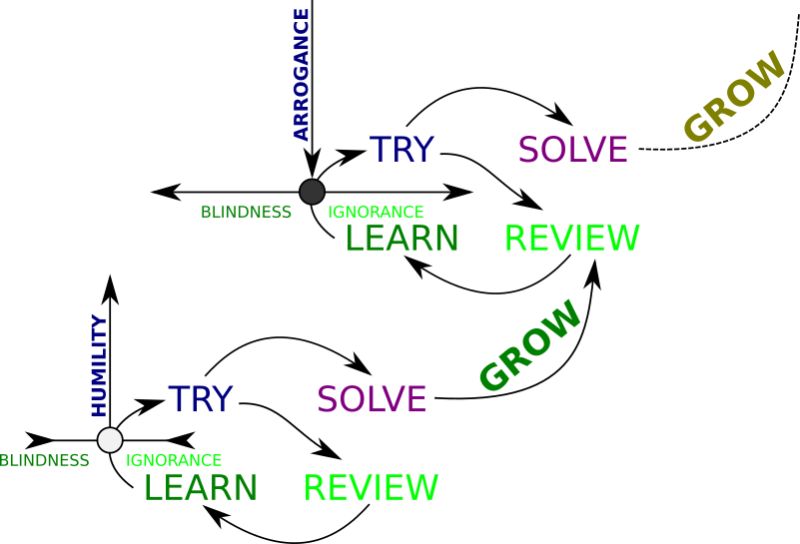 ARROGANCE
GROW
TRY
SOLVE
BLINDNESS
IGNORANCE
LEARN
REVIEW
HUMILITY
GROW
TRY
SOLVE
BLINDNESS
IGNORANCE
LEARN
REVIEW